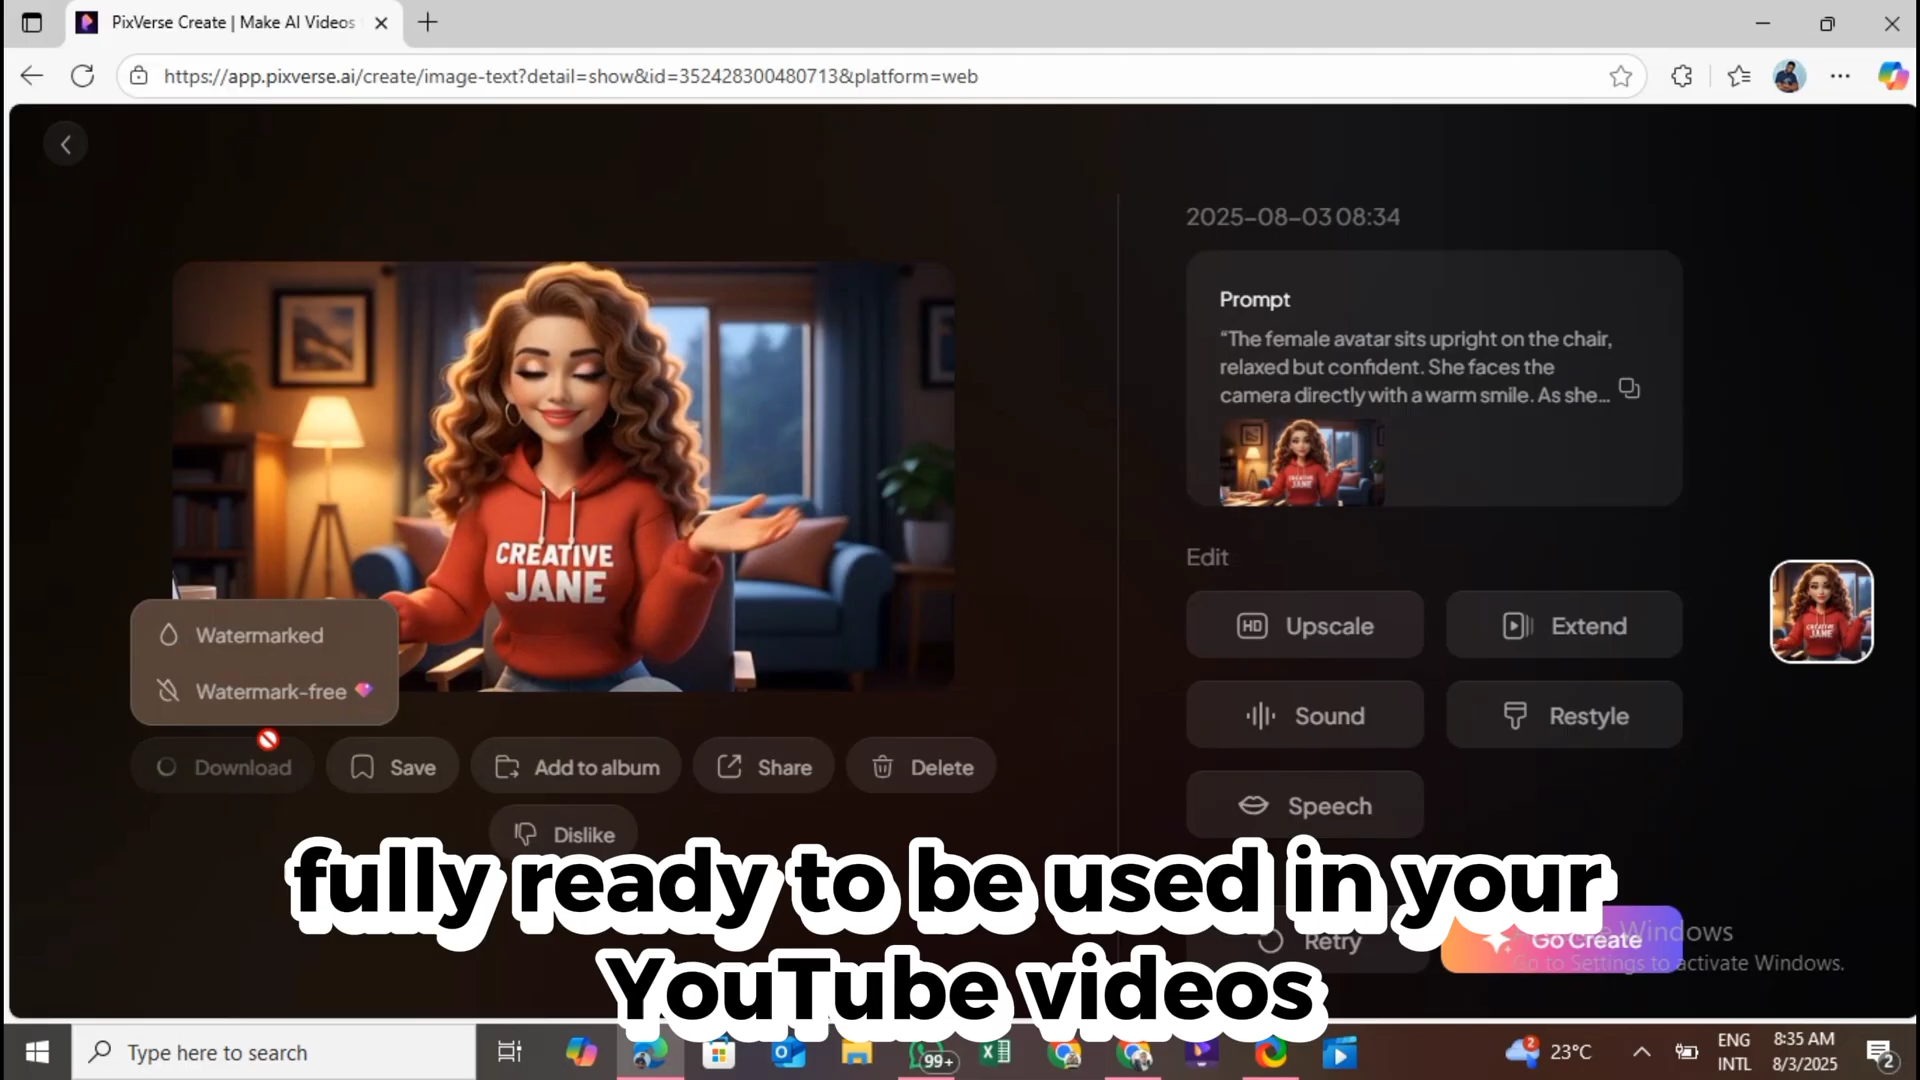 PixVerse Create | Make AI Videos
https://app.pixverse.ai/create/image-text?detail=show&id=352428300480713&platform=web
2025-08-03 08:34
Prompt
“The female avatar sits upright on the chair,
relaxed but confident. She faces the
camera directly with a warm smile. As she...
CREATIVE
JANE
Edit
HD Upscale
Extend
Sound
Restyle
Speech
Watermarked
Watermark-free
Download
Save
Add to album
Share
Delete
Dislike
Retry
Go Create
Windows
Go to Settings to activate Windows.
fully ready to be used in your
YouTube videos
Type here to search
99+
2
23°C
ENG
INTL
8:35 AM
8/3/2025
2